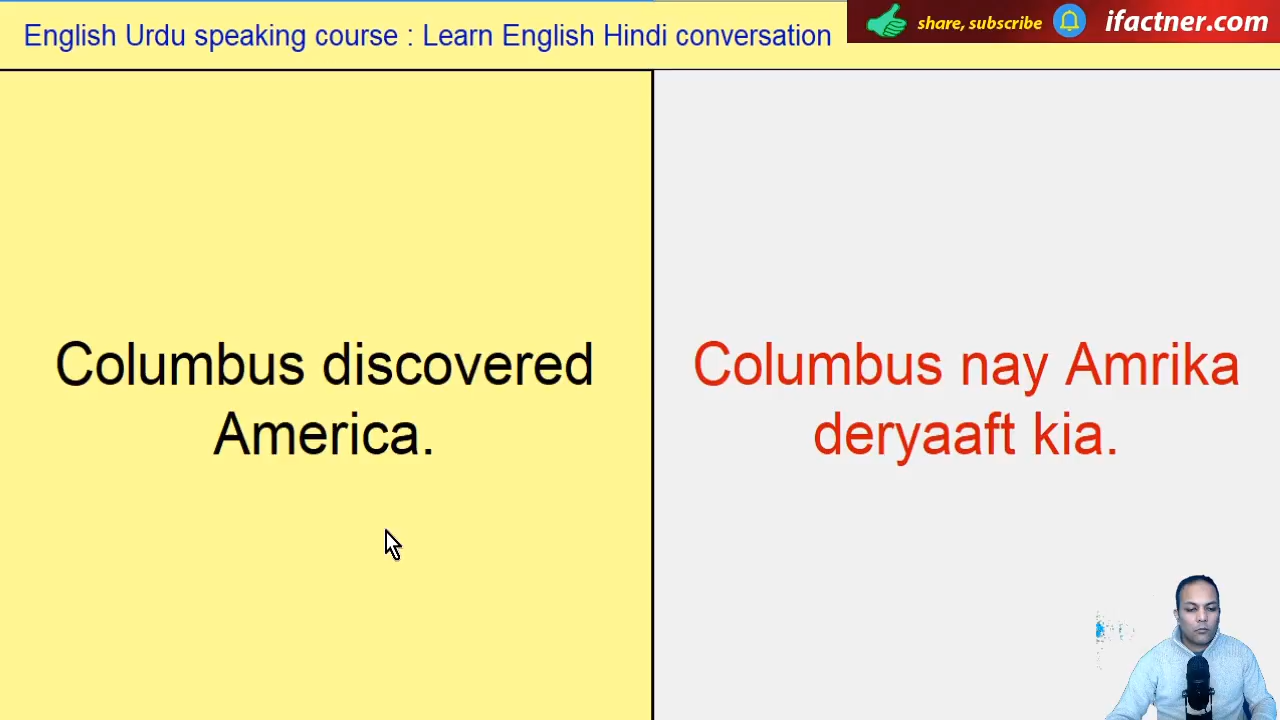 English Urdu speaking course : Learn English Hindi conversation
share, subscribe
ifactner.com
Columbus discovered
America.
Columbus nay Amrika
deryaaft kia.